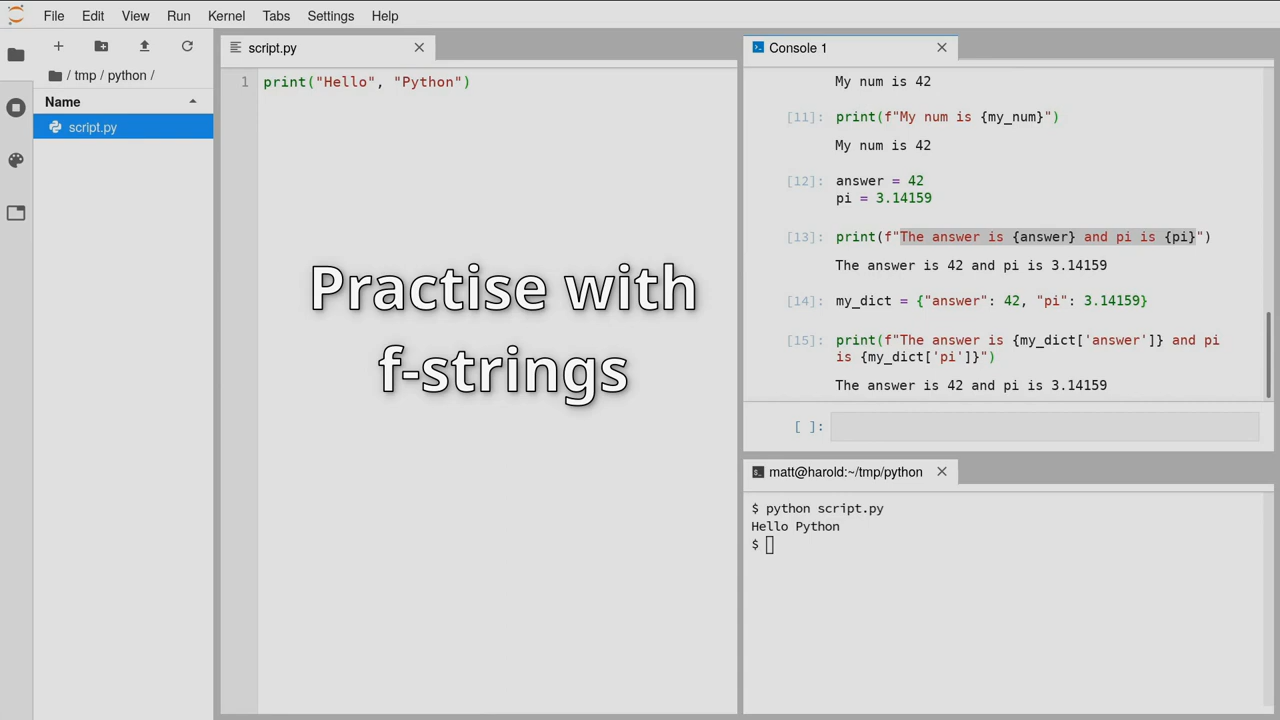 File Edit View Run Kernel Tabs Settings Help
/ tmp / python /
Name
script.py
script.py
1 print("Hello", "Python")
Practise with
f-strings
Console 1
My num is 42
[11]: print(f"My num is {my_num}")
My num is 42
[12]: answer = 42
pi = 3.14159
[13]: print(f"The answer is {answer} and pi is {pi}")
The answer is 42 and pi is 3.14159
[14]: my_dict = {"answer": 42, "pi": 3.14159}
[15]: print(f"The answer is {my_dict['answer']} and pi
is {my_dict['pi']}")
The answer is 42 and pi is 3.14159
[ ]:
matt@harold:~/tmp/python
$ python script.py
Hello Python
$